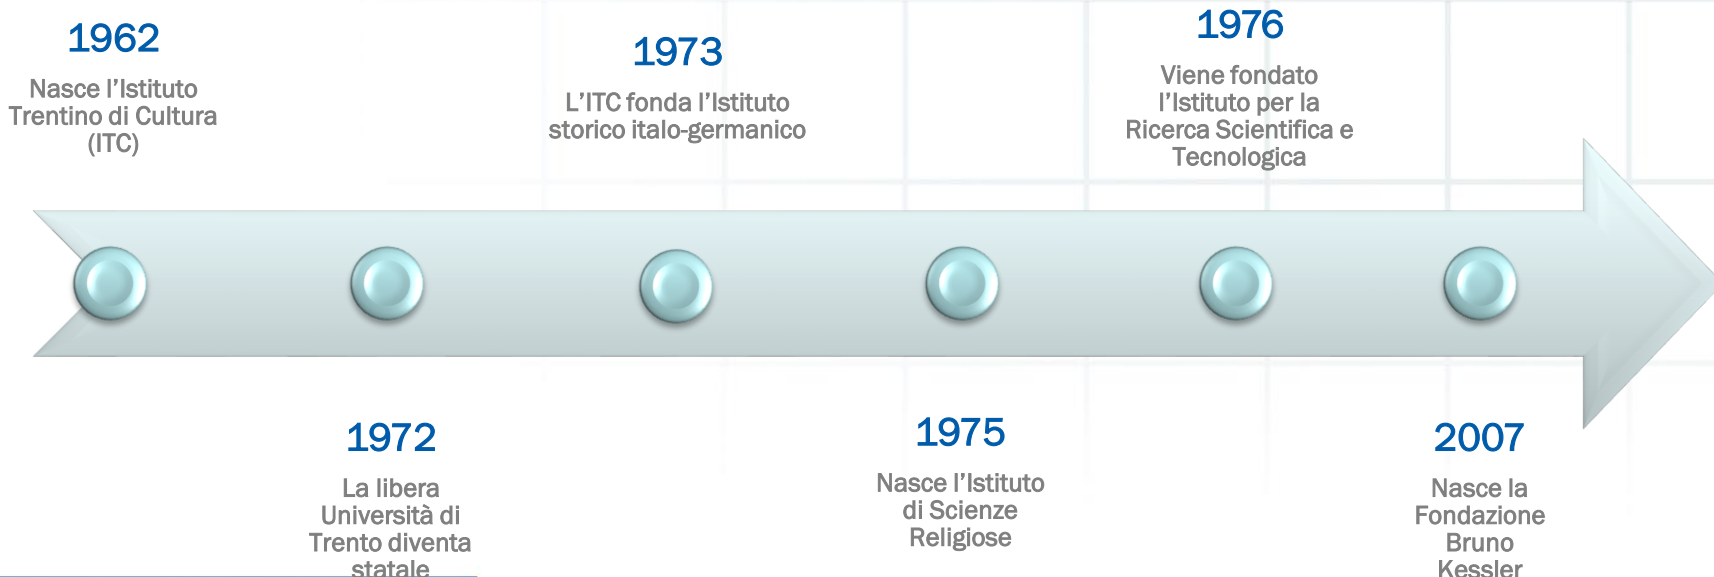 1962
Nasce l’Istituto
Trentino di Cultura
(ITC)
1972
La libera
Università di
Trento diventa
statale
1973
L’ITC fonda l’Istituto
storico italo-germanico
1975
Nasce l’Istituto
di Scienze
Religiose
1976
Viene fondato
l’Istituto per la
Ricerca Scientifica e
Tecnologica
2007
Nasce la
Fondazione
Bruno
Kessler